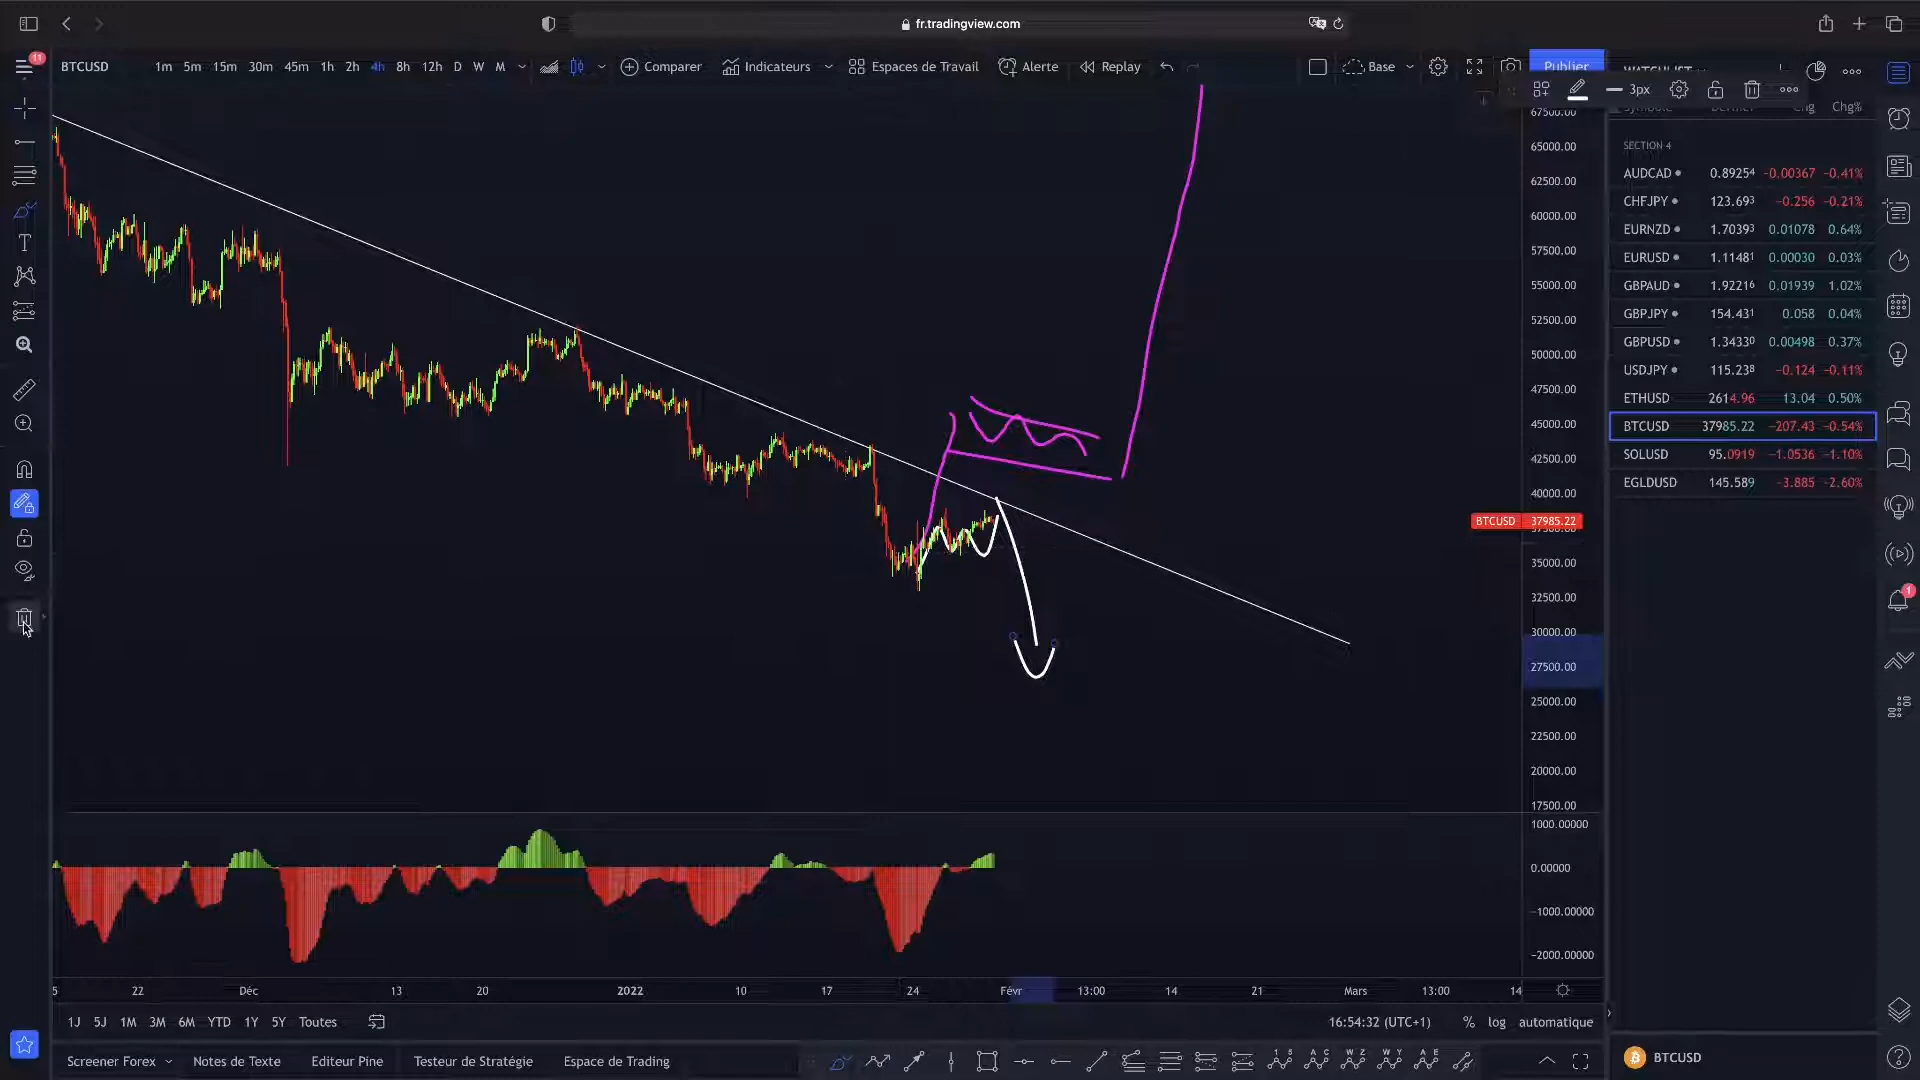 fr.tradingview.com
11
BTCUSD 1m 5m 15m 30m 45m 1h 2h 4h 8h 12h D W M Comparer Indicateurs Espaces de Travail Alerte Replay Base Publier
3px
Chg%
67500.00
65000.00
62500.00
60000.00
57500.00
55000.00
52500.00
50000.00
47500.00
45000.00
42500.00
40000.00
BTCUSD 37985.22
35000.00
32500.00
30000.00
27500.00
25000.00
22500.00
20000.00
17500.00
1000.00000
0.00000
−1000.00000
−2000.00000
SECTION 4
AUDCAD 0.89254 −0.00367 −0.41%
CHFJPY 123.693 −0.256 −0.21%
EURNZD 1.70393 0.01078 0.64%
EURUSD 1.11481 0.00030 0.03%
GBPAUD 1.92216 0.01939 1.02%
GBPJPY 154.431 0.058 0.04%
GBPUSD 1.34330 0.00498 0.37%
USDJPY 115.238 −0.124 −0.11%
ETHUSD 2614.96 13.04 0.50%
BTCUSD 37985.22 −207.43 −0.54%
SOLUSD 95.0919 −1.0536 −1.10%
EGLDUSD 145.589 −3.885 −2.60%
1
5 22 Déc 13 20 2022 10 17 24 Févr 13:00 14 21 Mars 13:00 14
1J 5J 1M 3M 6M YTD 1Y 5Y Toutes 16:54:32 (UTC+1) % log automatique
Screener Forex Notes de Texte Editeur Pine Testeur de Stratégie Espace de Trading
BTCUSD